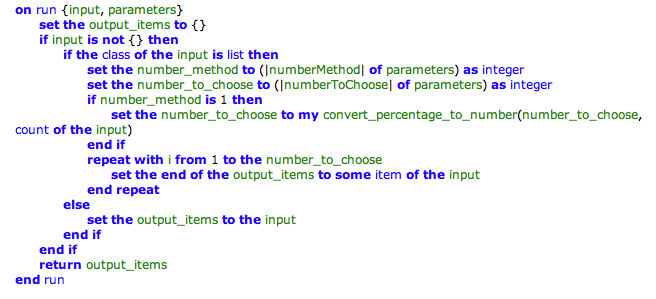 on run {input, parameters}
set the output_items to {}
if input is not {} then
if the class of the input is list then
set the number_method to (|numberMethod| of parameters) as integer
set the number_to_choose to (|numberToChoose| of parameters) as integer
if number_method is 1 then
set the number_to_choose to my convert_percentage_to_number(number_to_choose,
count of the input)
end if
repeat with i from 1 to the number_to_choose
set the end of the output_items to some item of the input
end repeat
else
set the output_items to the input
end if
end if
return output_items
end run